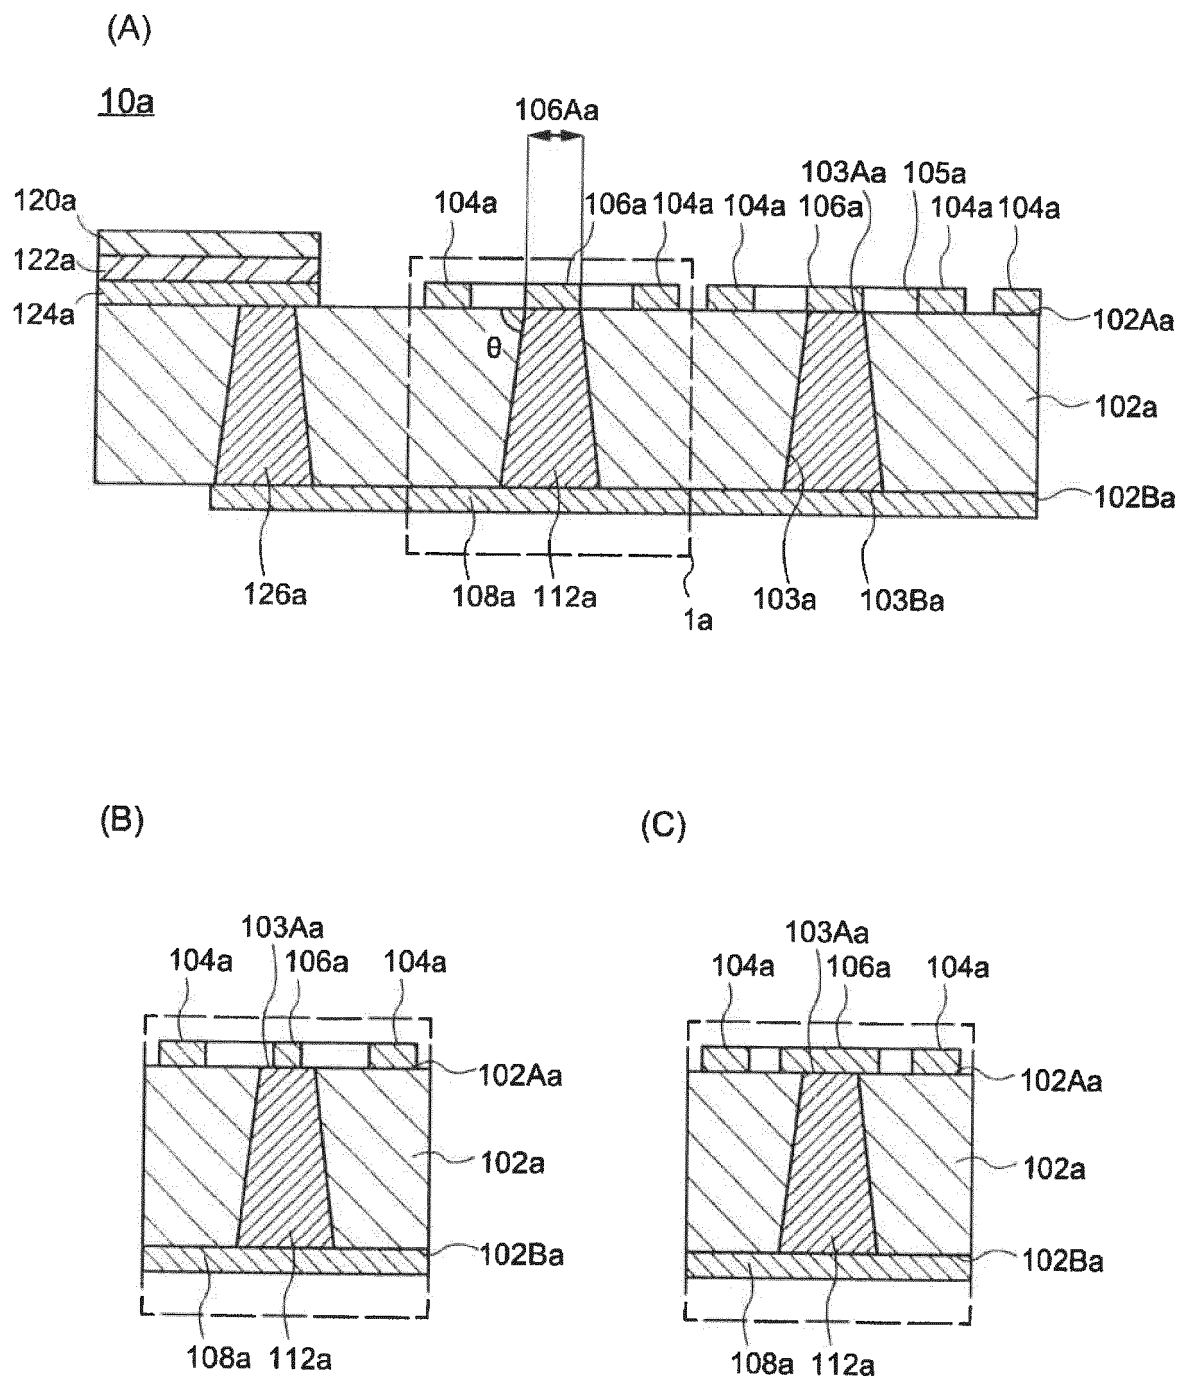 (A)
10a
106Aa
103Aa 105a
120a 104a 106a 104a 104a 106a 104a 104a
122a
124a
102Aa
θ
102a
102Ba
126a 108a 112a 103a 103Ba
1a
(B) (C)
103Aa 103Aa
104a 106a 104a 104a 106a 104a
102Aa 102Aa
102a 102a
102Ba 102Ba
108a 112a 108a 112a